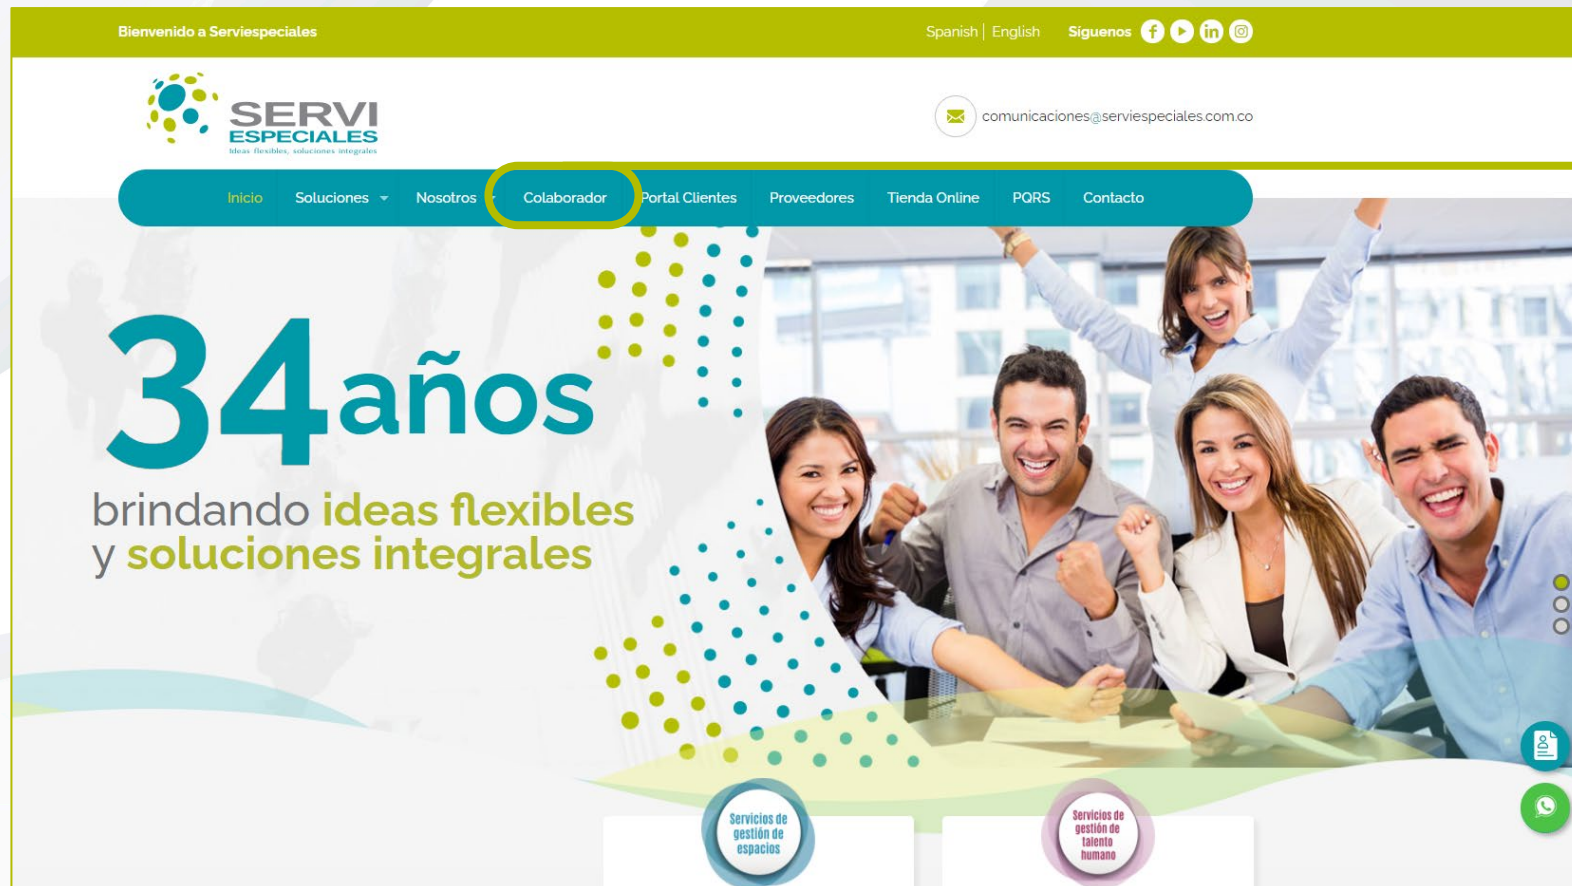 Bienvenido a Serviespeciales
Spanish | English Síguenos
SERVI
ESPECIALES
Ideas flexibles, soluciones integrales
comunicaciones@serviespeciales.com.co
Inicio Soluciones Nosotros Colaborador Portal Clientes Proveedores Tienda Online PQRS Contacto
34 años
brindando ideas flexibles
y soluciones integrales
Servicios de
gestión de
espacios
Servicios de
gestión de
talento
humano